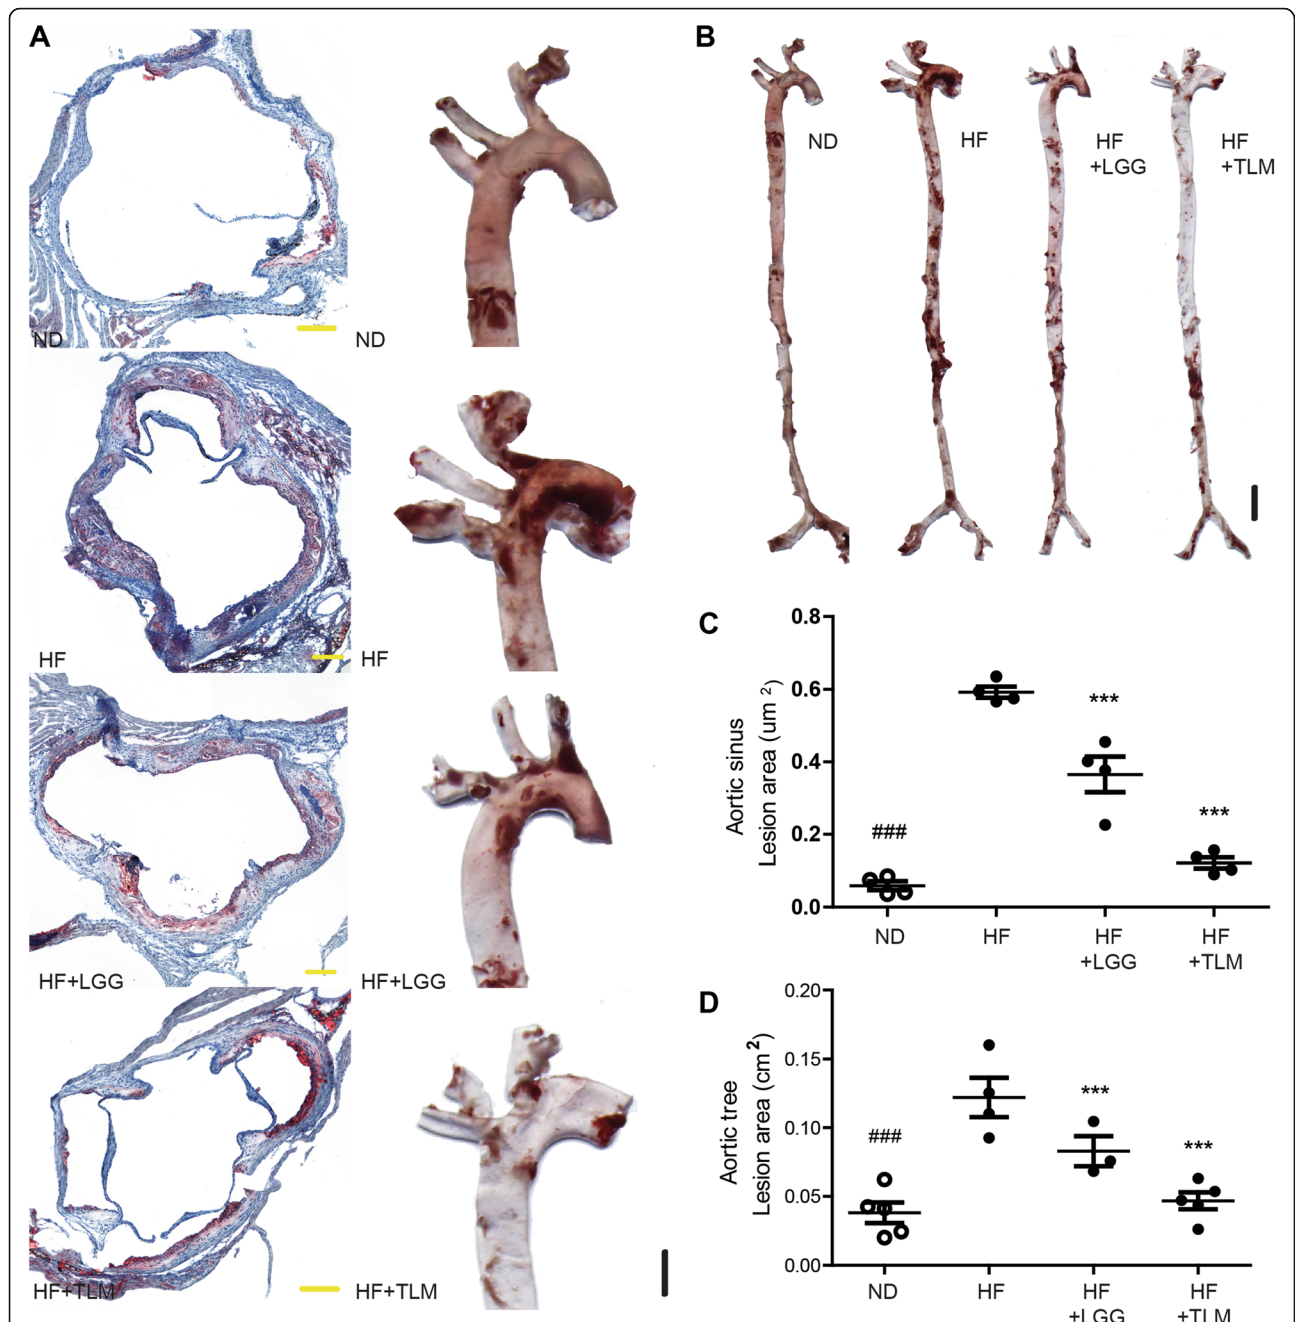 A
ND
ND
HF
HF
HF+LGG
HF+LGG
HF+TLM
HF+TLM
B
ND
HF
HF
+LGG
HF
+TLM
C
Aortic sinus
Lesion area (um 2)
0.8
0.6
0.4
0.2
0.0
###
***
***
ND
HF
HF
+LGG
HF
+TLM
D
Aortic tree
Lesion area (cm2)
0.20
0.15
0.10
0.05
0.00
###
***
***
ND
HF
HF
+LGG
HF
+TLM